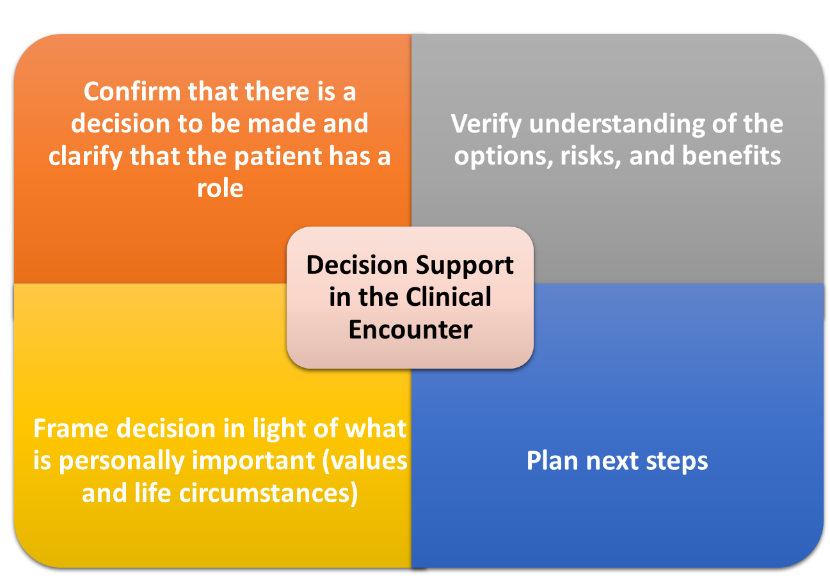 Confirm that there is a
decision to be made and
clarify that the patient has a
role
Verify understanding of the
options, risks, and benefits
Decision Support
in the Clinical
Encounter
Frame decision in light of what
is personally important (values
and life circumstances)
Plan next steps